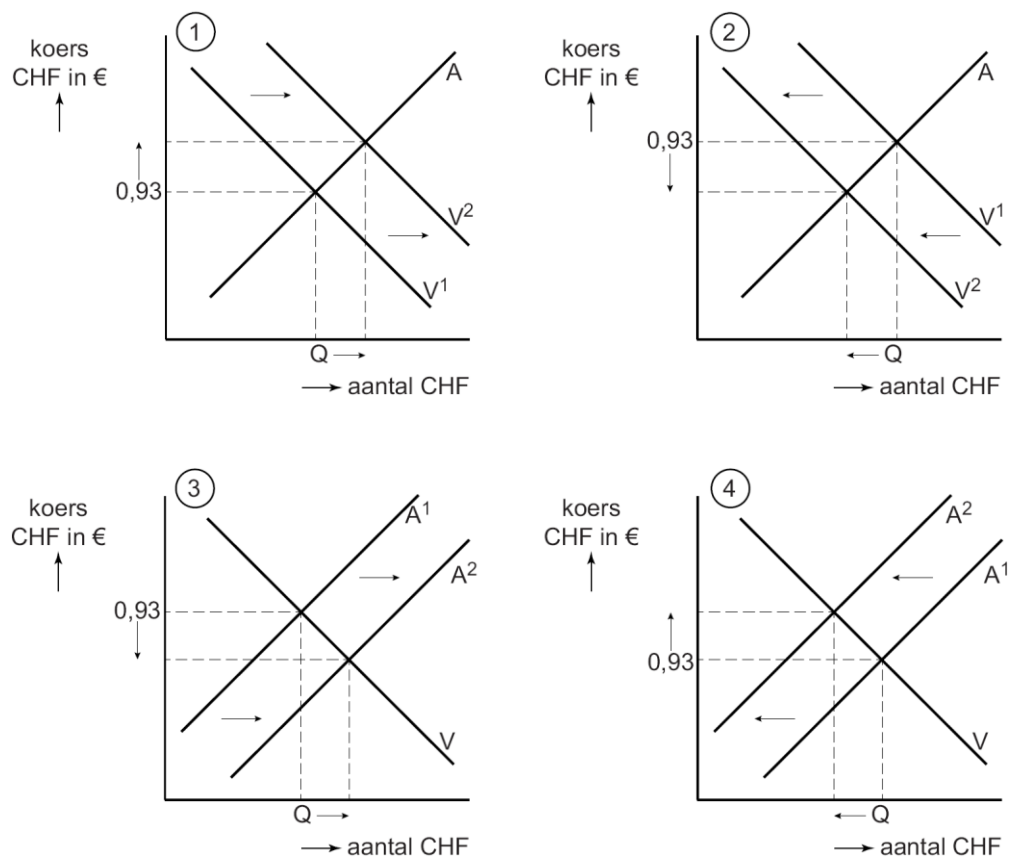 1
koers
CHF in €
A
0,93
V²
V¹
Q
aantal CHF
2
koers
CHF in €
A
0,93
V¹
V²
Q
aantal CHF
3
koers
CHF in €
A¹
A²
0,93
V
Q
aantal CHF
4
koers
CHF in €
A²
A¹
0,93
V
Q
aantal CHF